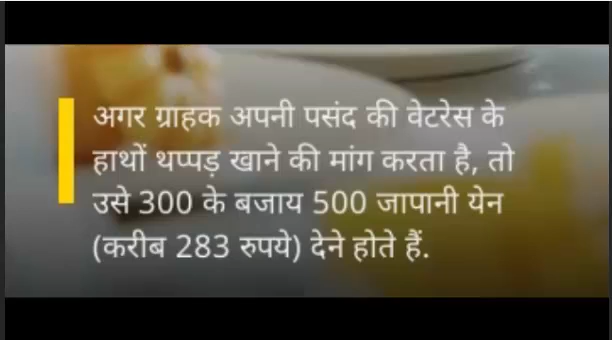 अगर ग्राहक अपनी पसंद की वेटरेस के
हाथों थप्पड़ खाने की मांग करता है, तो
उसे 300 के बजाय 500 जापानी येन
(करीब 283 रुपये) देने होते हैं.